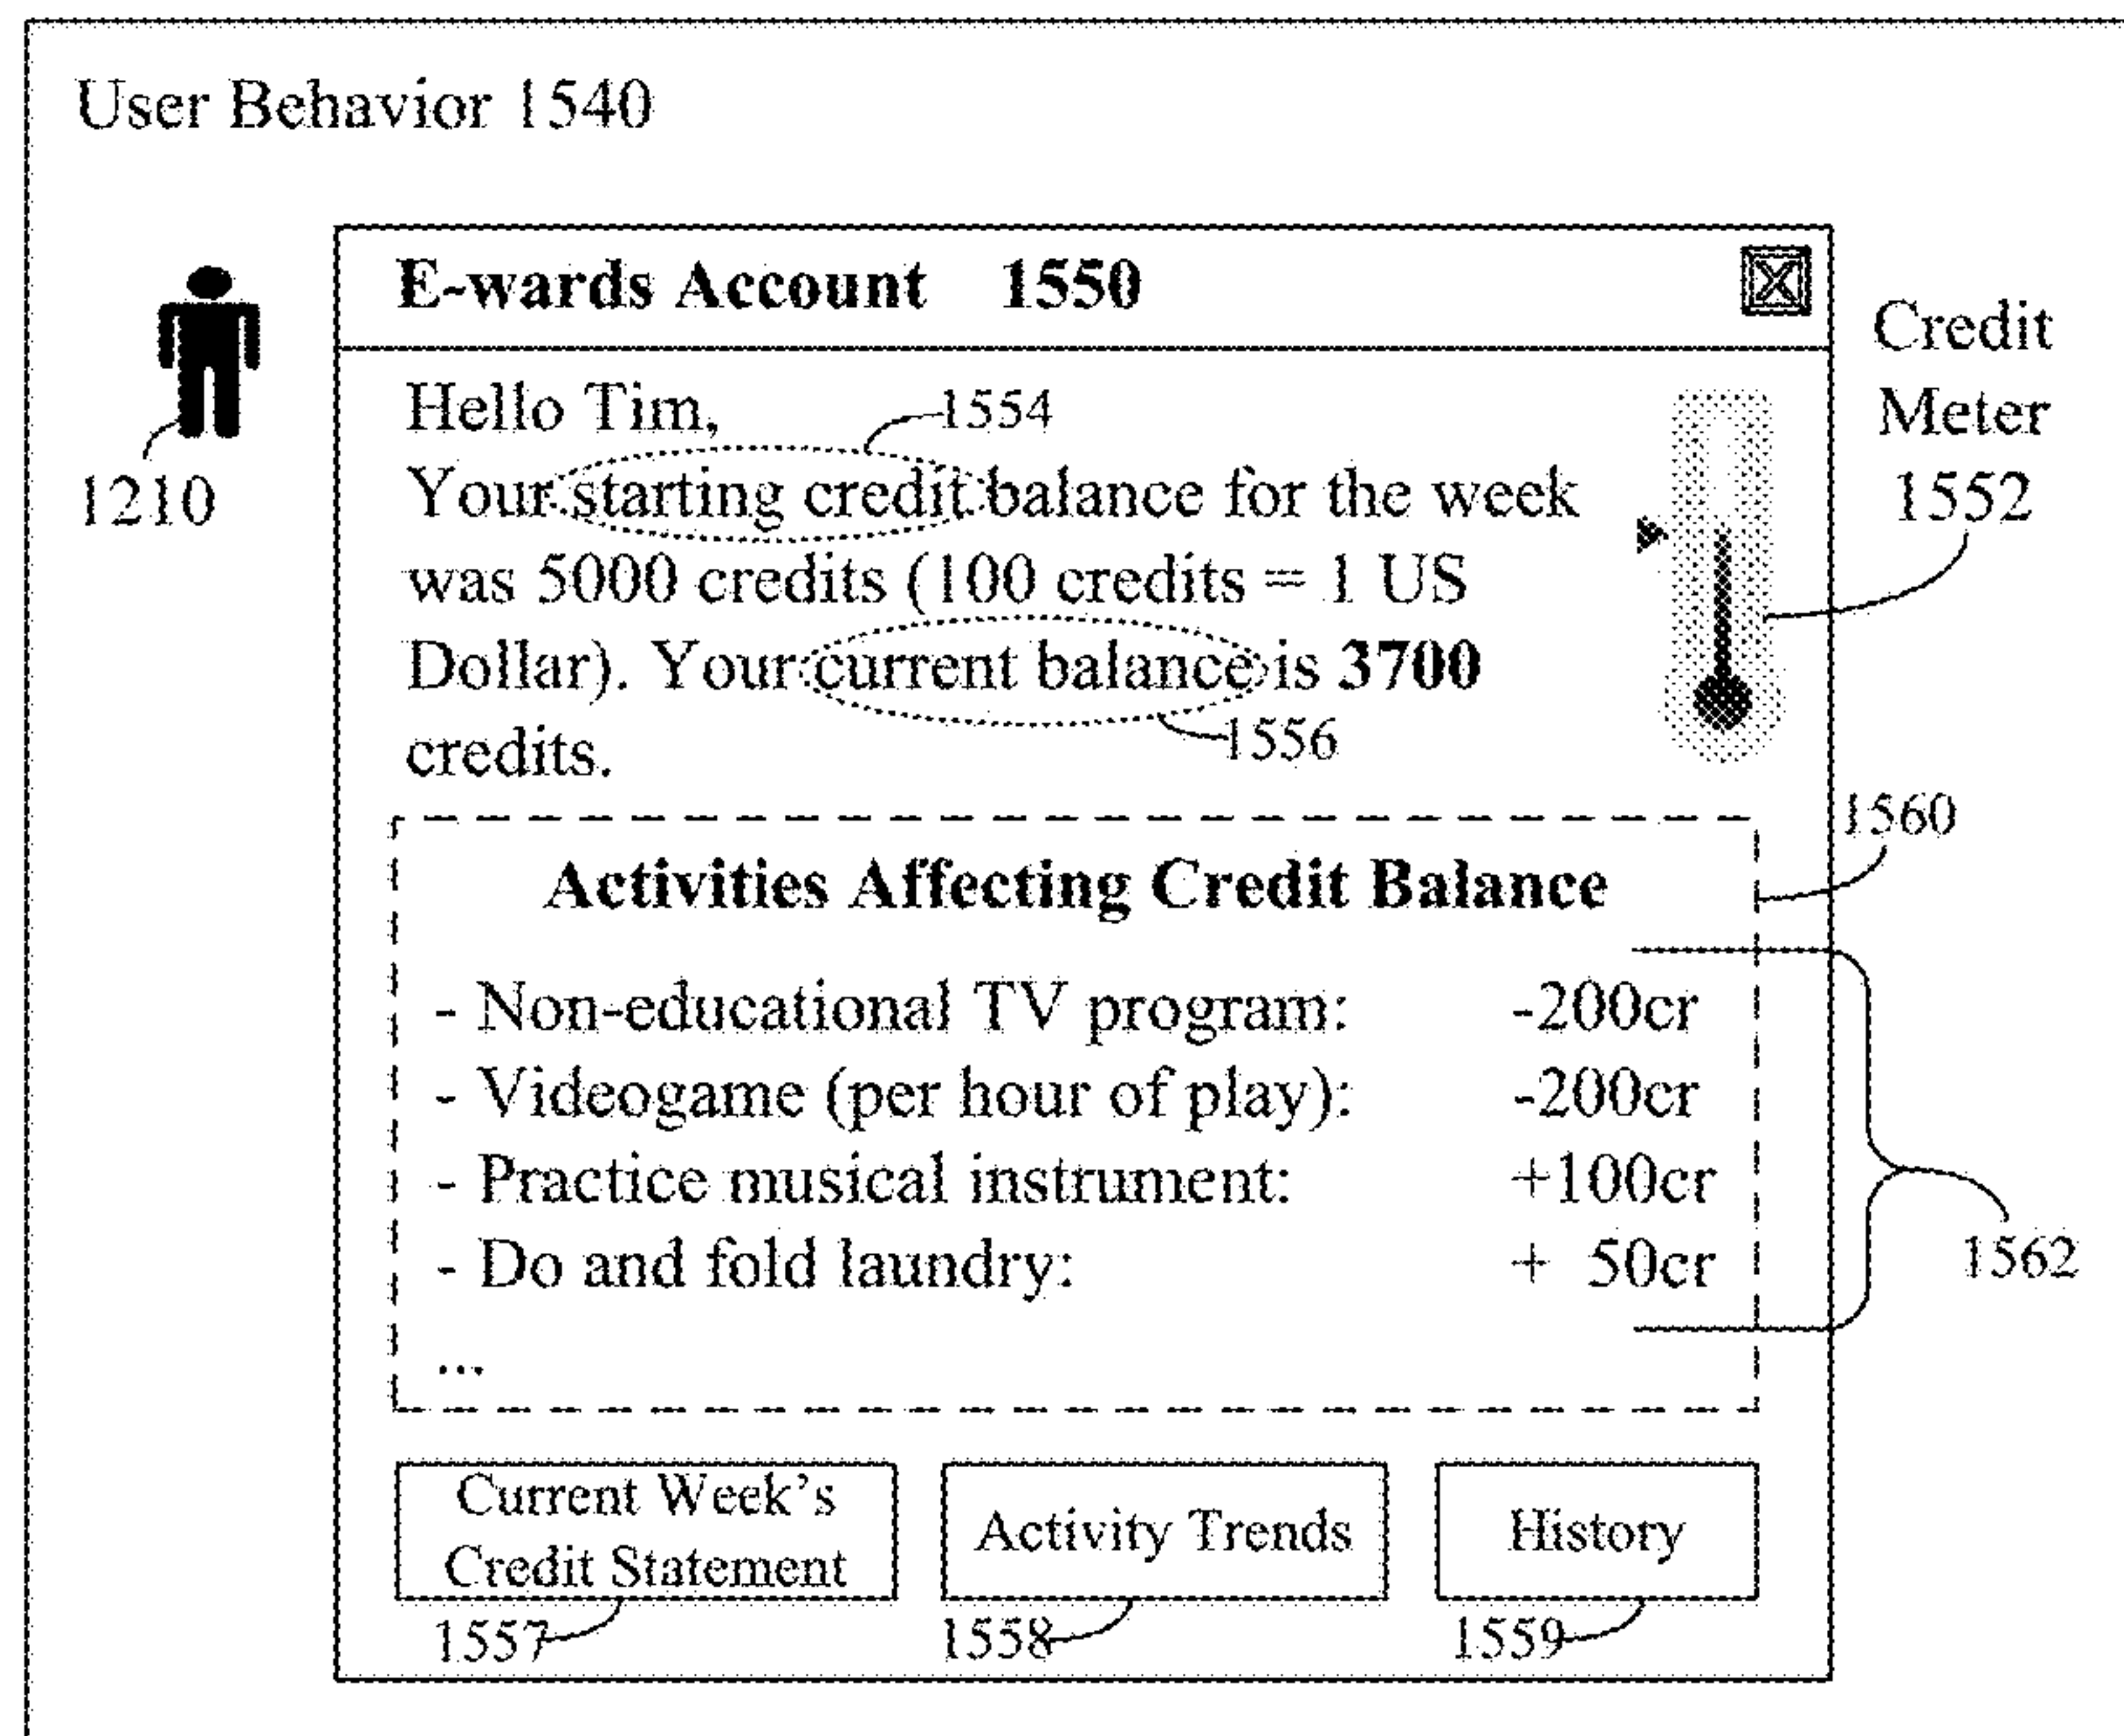 User Behavior 1540
E-wards Account 1550
Credit
Meter
1552
1210
Hello Tim,
1554
Your starting credit balance for the week
was 5000 credits (100 credits = 1 US
Dollar). Your current balance is 3700
credits.
1556
1560
Activities Affecting Credit Balance
- Non-educational TV program: -200cr
- Videogame (per hour of play): -200cr
- Practice musical instrument: +100cr
- Do and fold laundry: + 50cr
...
1562
Current Week's
Credit Statement
Activity Trends
History
1557
1558
1559